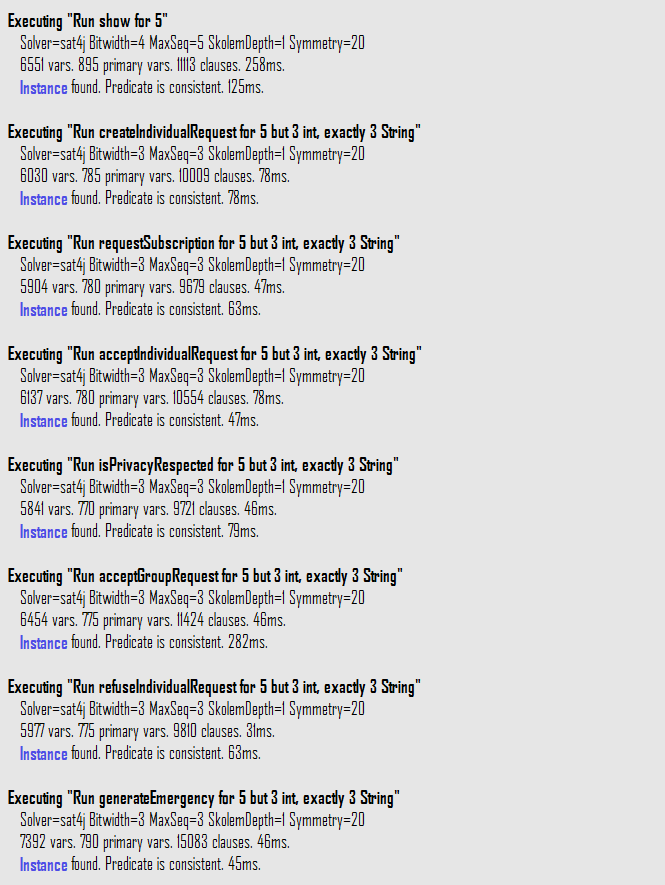 Executing "Run show for 5"
Solver=sat4j Bitwidth=4 MaxSeq=5 SkolemDepth=1 Symmetry=20
6551 vars. 895 primary vars. 11113 clauses. 258ms.
Instance found. Predicate is consistent. 125ms.
Executing "Run createIndividualRequest for 5 but 3 int, exactly 3 String"
Solver=sat4j Bitwidth=3 MaxSeq=3 SkolemDepth=1 Symmetry=20
6030 vars. 785 primary vars. 10009 clauses. 78ms.
Instance found. Predicate is consistent. 78ms.
Executing "Run requestSubscription for 5 but 3 int, exactly 3 String"
Solver=sat4j Bitwidth=3 MaxSeq=3 SkolemDepth=1 Symmetry=20
5904 vars. 780 primary vars. 9679 clauses. 47ms.
Instance found. Predicate is consistent. 63ms.
Executing "Run acceptIndividualRequest for 5 but 3 int, exactly 3 String"
Solver=sat4j Bitwidth=3 MaxSeq=3 SkolemDepth=1 Symmetry=20
6137 vars. 780 primary vars. 10554 clauses. 78ms.
Instance found. Predicate is consistent. 47ms.
Executing "Run isPrivacyRespected for 5 but 3 int, exactly 3 String"
Solver=sat4j Bitwidth=3 MaxSeq=3 SkolemDepth=1 Symmetry=20
5841 vars. 770 primary vars. 9721 clauses. 46ms.
Instance found. Predicate is consistent. 79ms.
Executing "Run acceptGroupRequest for 5 but 3 int, exactly 3 String"
Solver=sat4j Bitwidth=3 MaxSeq=3 SkolemDepth=1 Symmetry=20
6454 vars. 775 primary vars. 11424 clauses. 46ms.
Instance found. Predicate is consistent. 282ms.
Executing "Run refuseIndividualRequest for 5 but 3 int, exactly 3 String"
Solver=sat4j Bitwidth=3 MaxSeq=3 SkolemDepth=1 Symmetry=20
5977 vars. 775 primary vars. 9810 clauses. 31ms.
Instance found. Predicate is consistent. 63ms.
Executing "Run generateEmergency for 5 but 3 int, exactly 3 String"
Solver=sat4j Bitwidth=3 MaxSeq=3 SkolemDepth=1 Symmetry=20
7392 vars. 790 primary vars. 15083 clauses. 46ms.
Instance found. Predicate is consistent. 45ms.